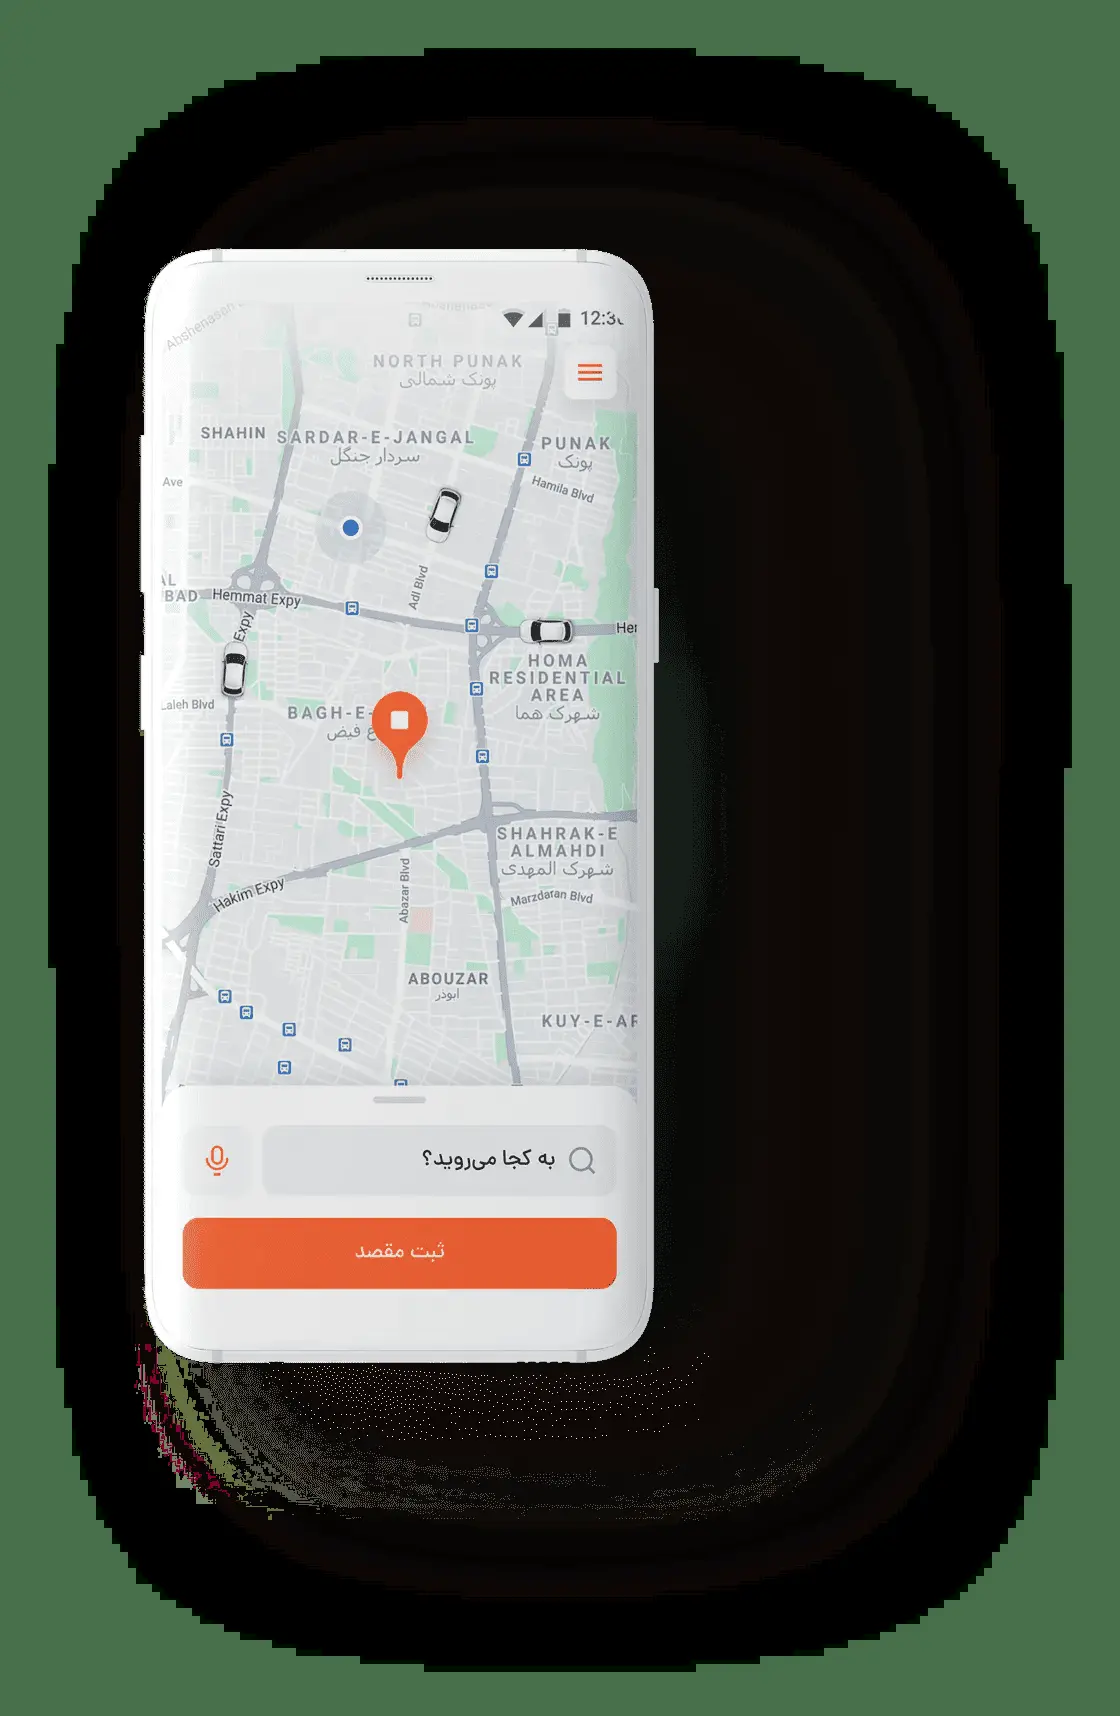 12:3
Abshenasan
NORTH PUNAK
پونک شمالی
SHAHIN
SARDAR-E-JANGAL
سردار جنگل
PUNAK
پونک
Ave
Hamila Blvd
Adl Blvd
AL
BAD
Hemmat Expy
Expy
Her
HOMA
RESIDENTIAL
AREA
شهرک هما
Laleh Blvd
BAGH-E-
ع فیض
Sattari Expy
SHAHRAK-E
ALMAHDI
شهرک المهدی
Hakim Expy
Abazar Blvd
Marzdaran Blvd
ABOUZAR
ابوذر
KUY-E-AF
به کجا می‌روید؟
ثبت مقصد